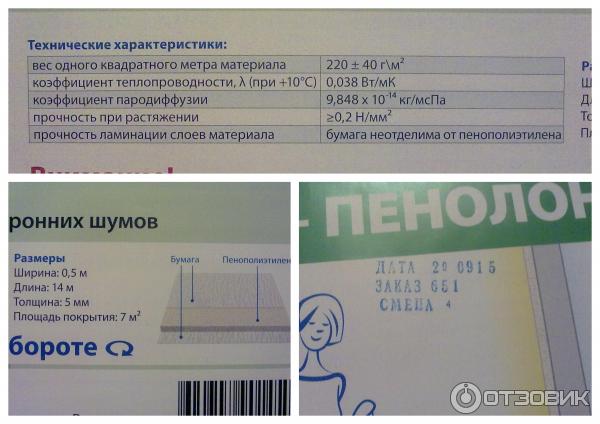 Технические характеристики:
вес одного квадратного метра материала 220 ± 40 г\м²
коэффициент теплопроводности, λ (при +10°С) 0,038 Вт/мК
коэффициент пародиффузии 9,848 x 10⁻¹⁴ кг/мсПа
прочность при растяжении ≥0,2 Н/мм²
прочность ламинации слоев материала бумага неотделима от пенополиэтилена
ронних шумов
Размеры
Ширина: 0,5 м
Длина: 14 м
Толщина: 5 мм
Площадь покрытия: 7 м²
Бумага
Пенополиэтилен
бороте
- ПЕНОЛОН
ДАТА 20 0915
ЗАКАЗ 651
СМЕНА 4
ОТЗОВИК